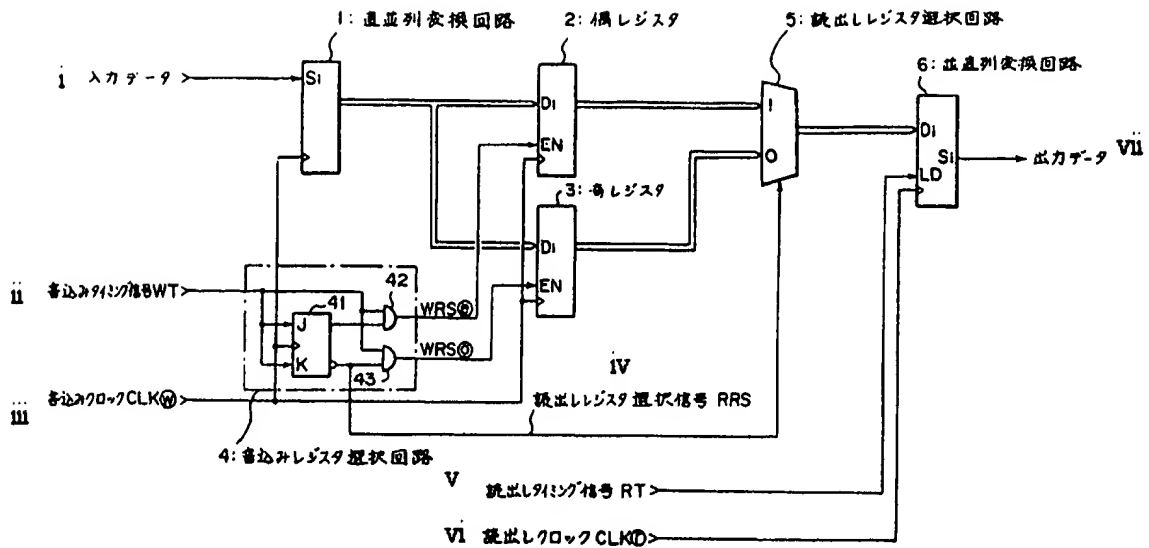 1: 直並列変換回路
2: 偶レジスタ
5: 読出しレジスタ選択回路
6: 並直列変換回路
i 入力データ
Si
Di
EN
1
0
Di
Si
LD
出力データ vii
3: 奇レジスタ
Di
EN
ii 書込みタイミング信号WT
41
42
J
K
WRSⓔ
WRSⓞ
43
iv
iii 書込みクロックCLKⓦ
読出しレジスタ選択信号 RRS
4: 書込みレジスタ選択回路
v 読出しタイミング信号 RT
vi 読出しクロック CLKⓡ